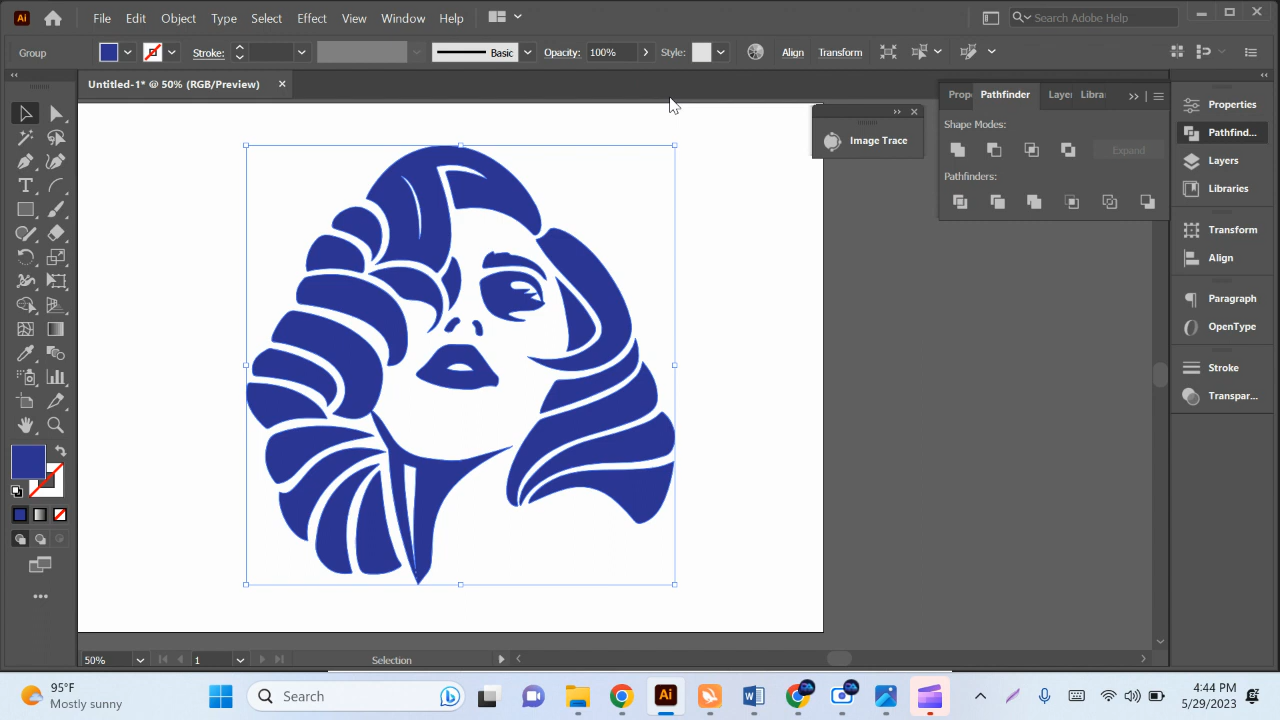 Ai File Edit Object Type Select Effect View Window Help Search Adobe Help
Group Stroke: Basic Opacity: 100% Style: Align Transform
Untitled-1* @ 50% (RGB/Preview)
Prop Pathfinder Laye Libra
Properties
Shape Modes:
Image Trace
Expand
Pathfind...
Layers
Pathfinders:
Libraries
Transform
Align
Paragraph
OpenType
Stroke
Transpar...
50% 1 Selection
95°F
Mostly sunny
Search
Ai
W
4:44 PM
5/29/2023